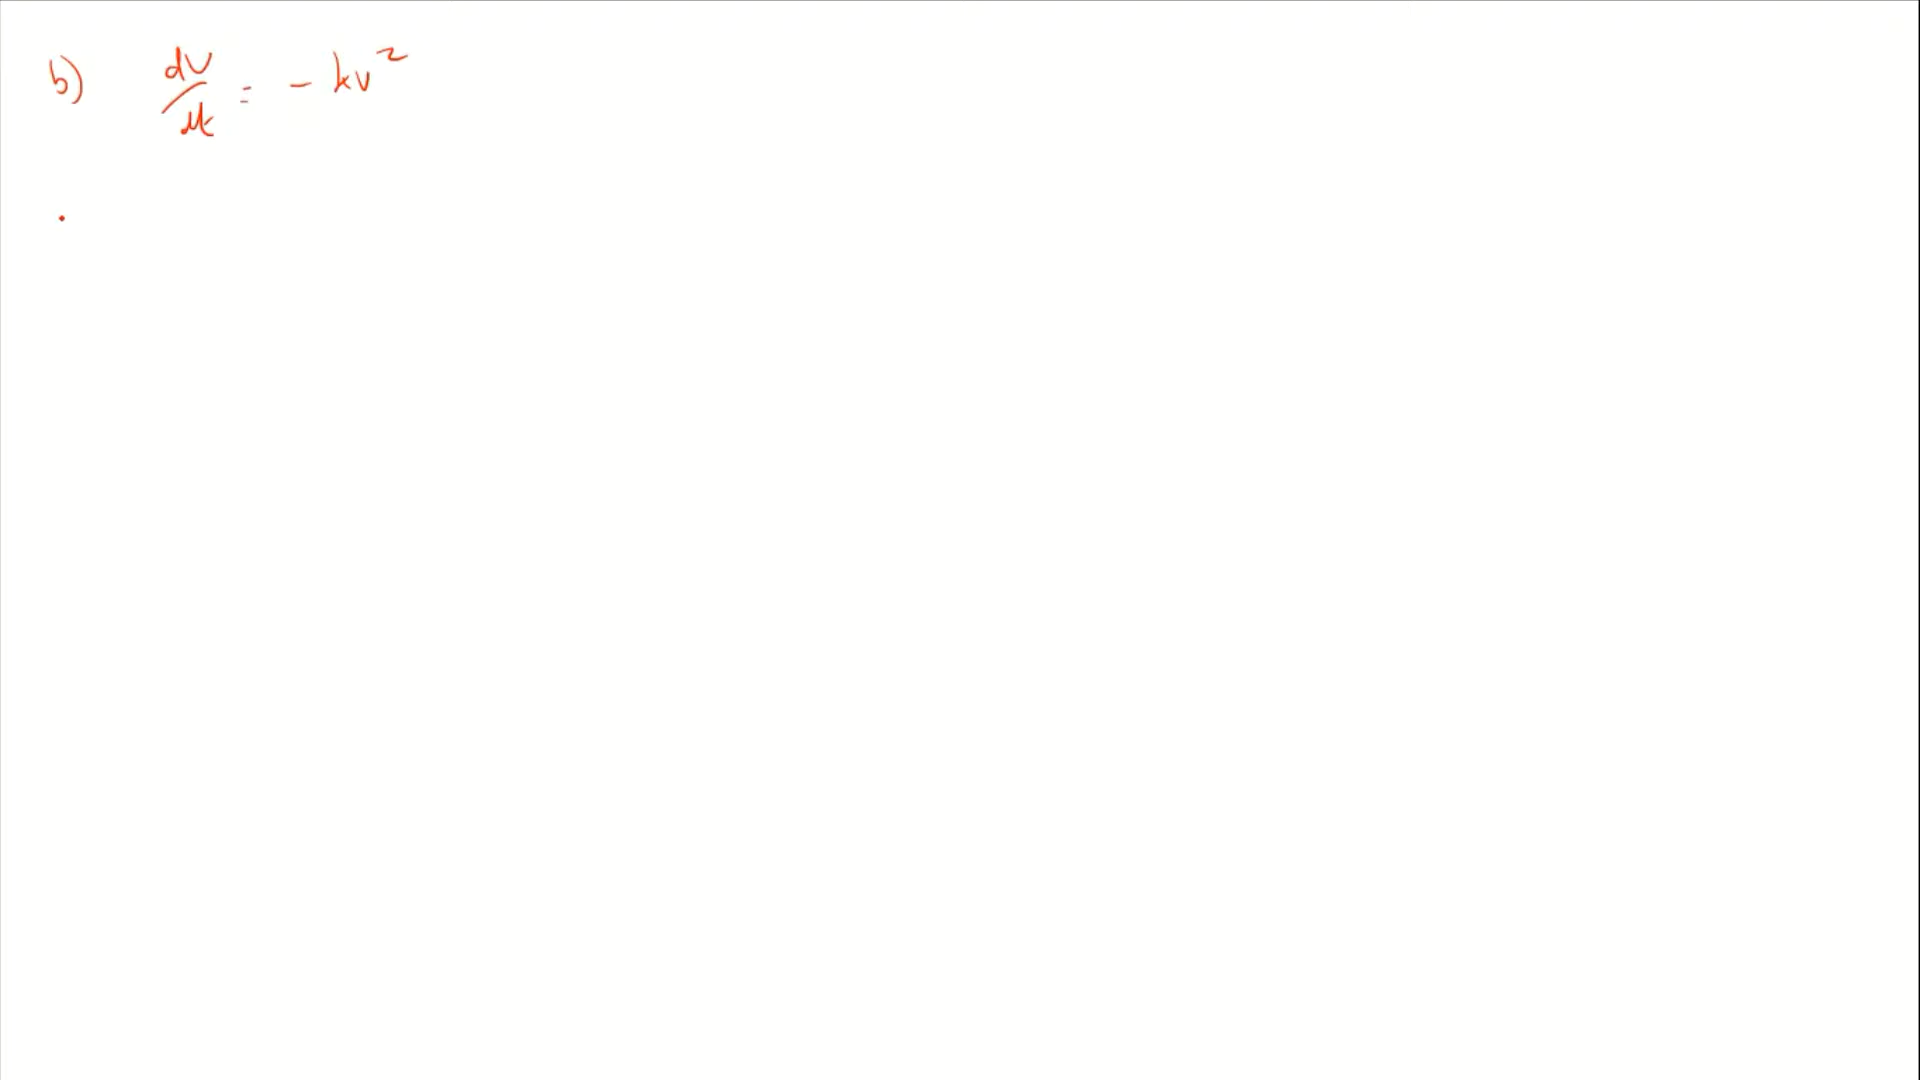 b) dv/dt = - kv²